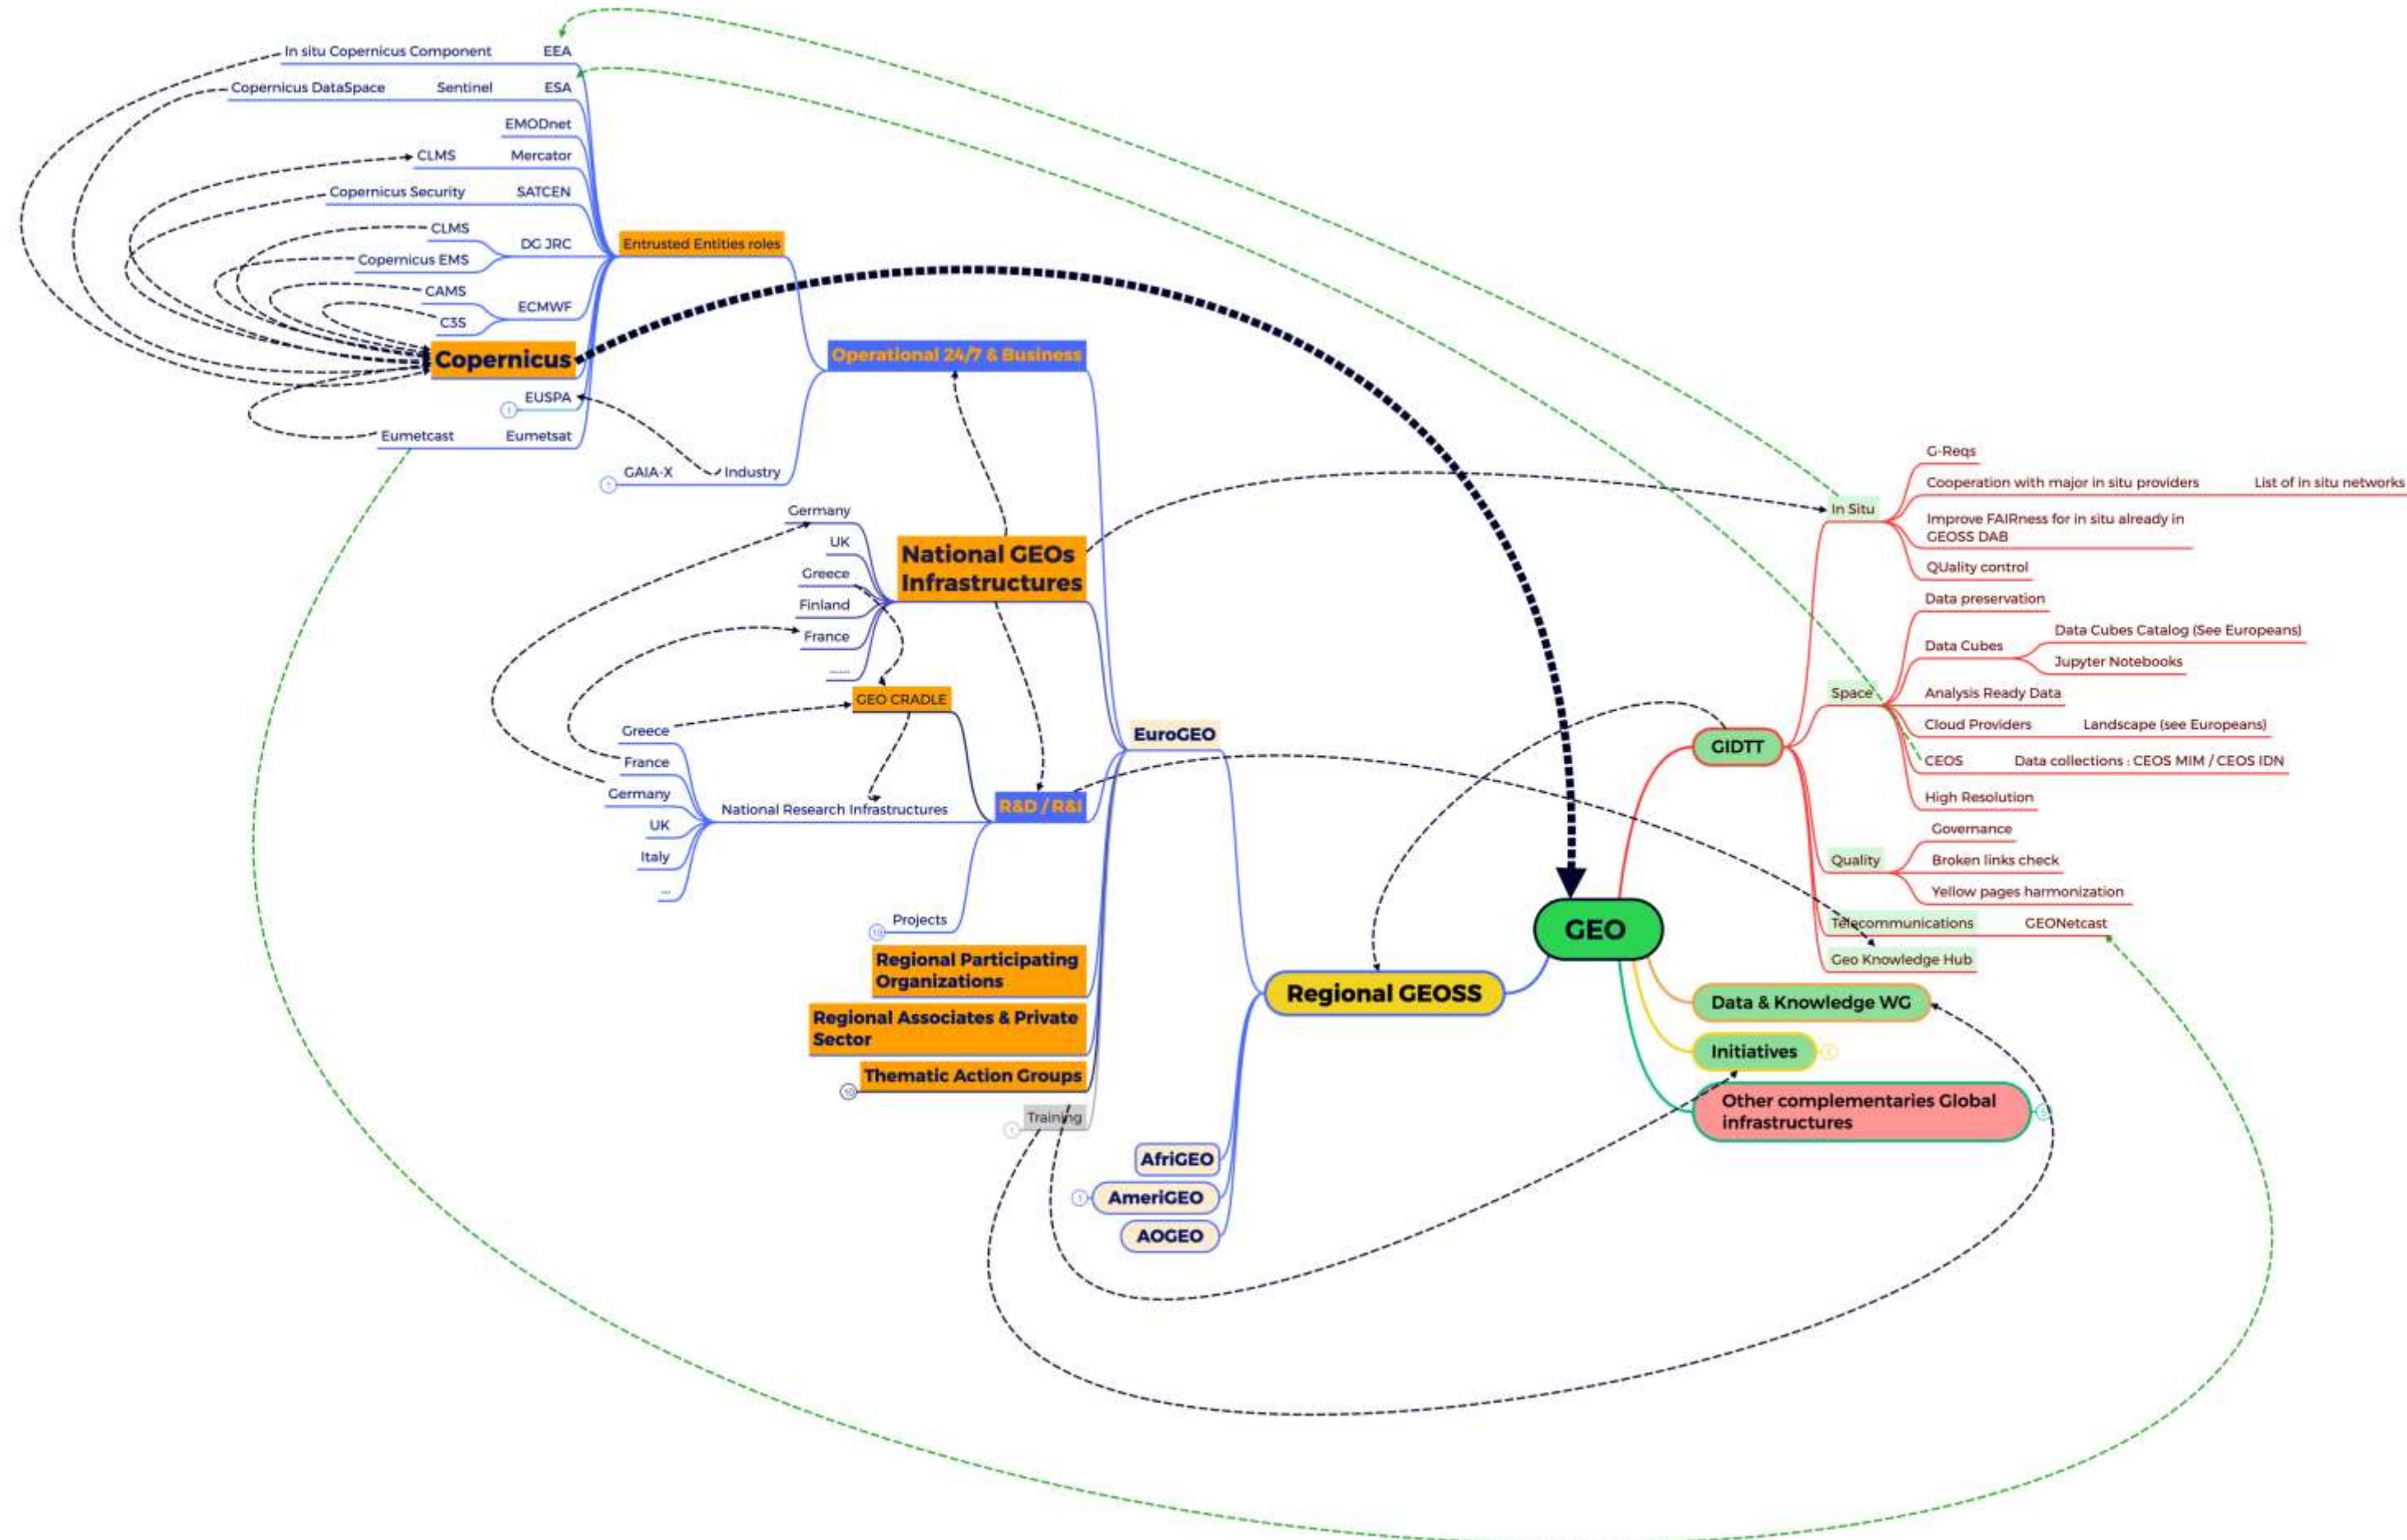 In situ Copernicus Component
EEA
Copernicus DataSpace
Sentinel
ESA
EMODnet
CLMS
Mercator
Copernicus Security
SATCEN
CLMS
DG JRC
Copernicus EMS
CAMS
ECMWF
C3S
Copernicus
EUSPA
1
Eumetcast
Eumetsat
Entrusted Entities roles
Operational 24/7 & Business
GAIA-X
Industry
Germany
UK
Greece
Finland
France
......
National GEOs
Infrastructures
GEO CRADLE
Greece
France
Germany
UK
Italy
...
National Research Infrastructures
R&D / R&I
Projects
EuroGEO
Regional Participating
Organizations
Regional Associates & Private
Sector
Thematic Action Groups
10
Training
1
AfriGEO
1
AmeriGEO
AOGEO
Regional GEOSS
GEO
GIDTT
In Situ
G-Reqs
Cooperation with major in situ providers
List of in situ networks
Improve FAIRness for in situ already in
GEOSS DAB
QUality control
Space
Data preservation
Data Cubes
Data Cubes Catalog (See Europeans)
Jupyter Notebooks
Analysis Ready Data
Cloud Providers
Landscape (see Europeans)
CEOS
Data collections : CEOS MIM / CEOS IDN
High Resolution
Quality
Governance
Broken links check
Yellow pages harmonization
Telecommunications
GEONetcast
Geo Knowledge Hub
Data & Knowledge WG
Initiatives
Other complementaries Global
infrastructures